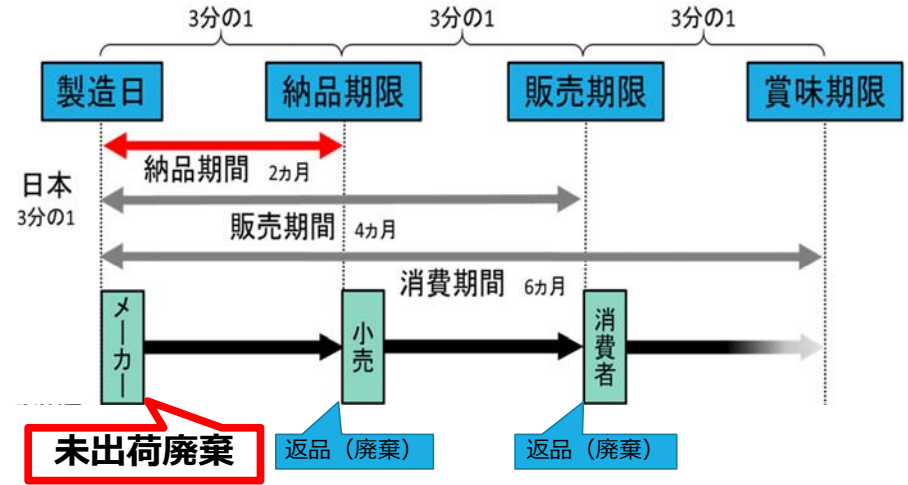 3分の1 3分の1 3分の1
製造日 納品期限 販売期限 賞味期限
納品期間 2カ月
日本
3分の1
販売期間 4カ月
消費期間 6カ月
メーカー
小売
消費者
未出荷廃棄
返品（廃棄）
返品（廃棄）